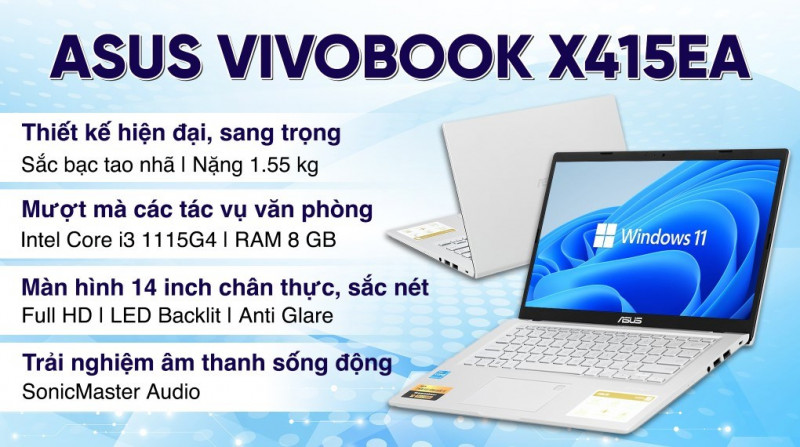 ASUS VIVOBOOK X415EA
Thiết kế hiện đại, sang trọng
Sắc bạc tao nhã | Nặng 1.55 kg
Mượt mà các tác vụ văn phòng
Intel Core i3 1115G4 | RAM 8 GB
Màn hình 14 inch chân thực, sắc nét
Full HD | LED Backlit | Anti Glare
Trải nghiệm âm thanh sống động
SonicMaster Audio
Windows 11
ASUS